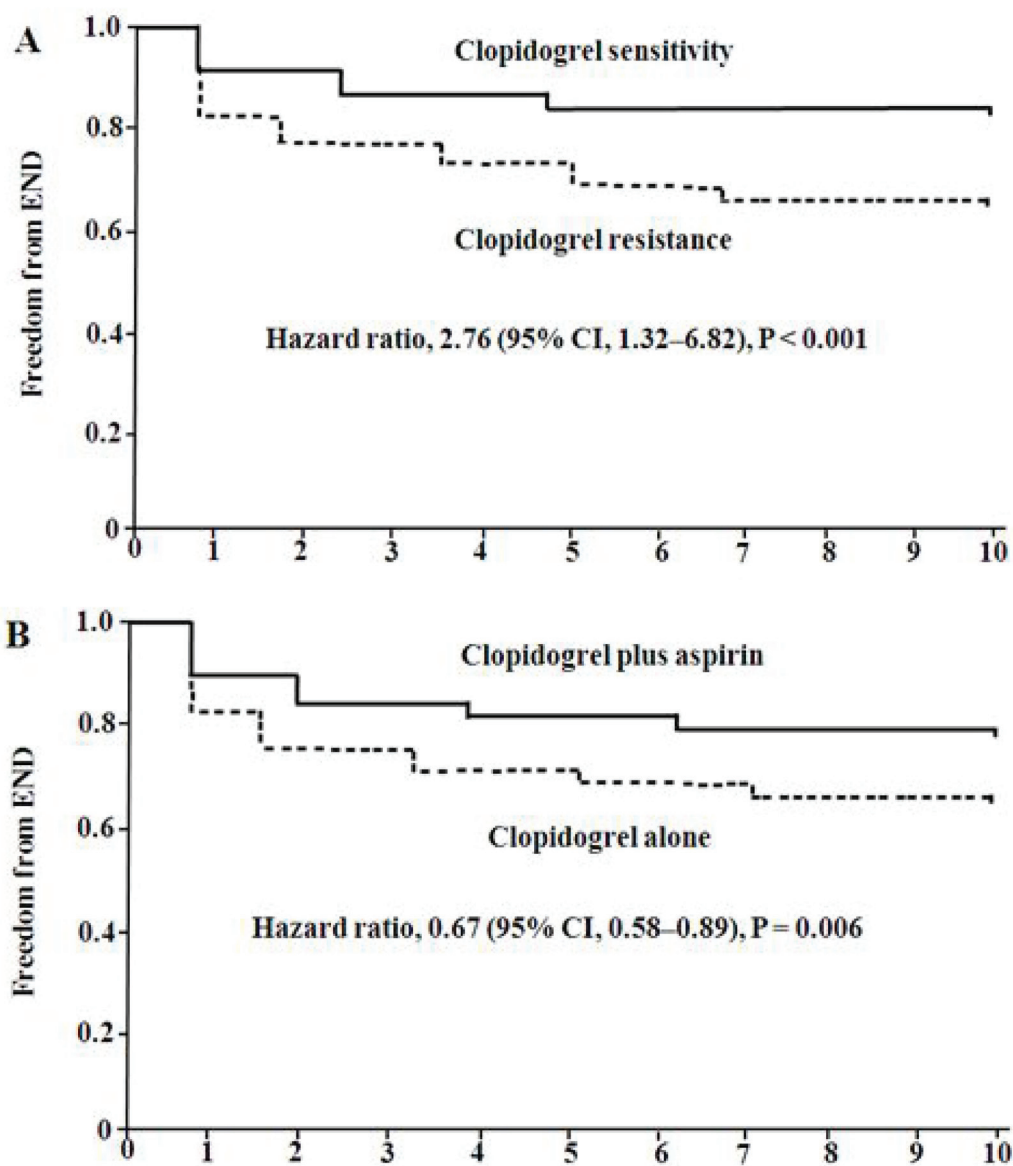 A
1.0
Clopidogrel sensitivity
0.8
0.6
Clopidogrel resistance
0.4
Hazard ratio, 2.76 (95% CI, 1.32–6.82), P < 0.001
0.2
0
Freedom from END
0 1 2 3 4 5 6 7 8 9 10
B
1.0
Clopidogrel plus aspirin
0.8
0.6
Clopidogrel alone
0.4
Hazard ratio, 0.67 (95% CI, 0.58–0.89), P = 0.006
0.2
0
Freedom from END
0 1 2 3 4 5 6 7 8 9 10